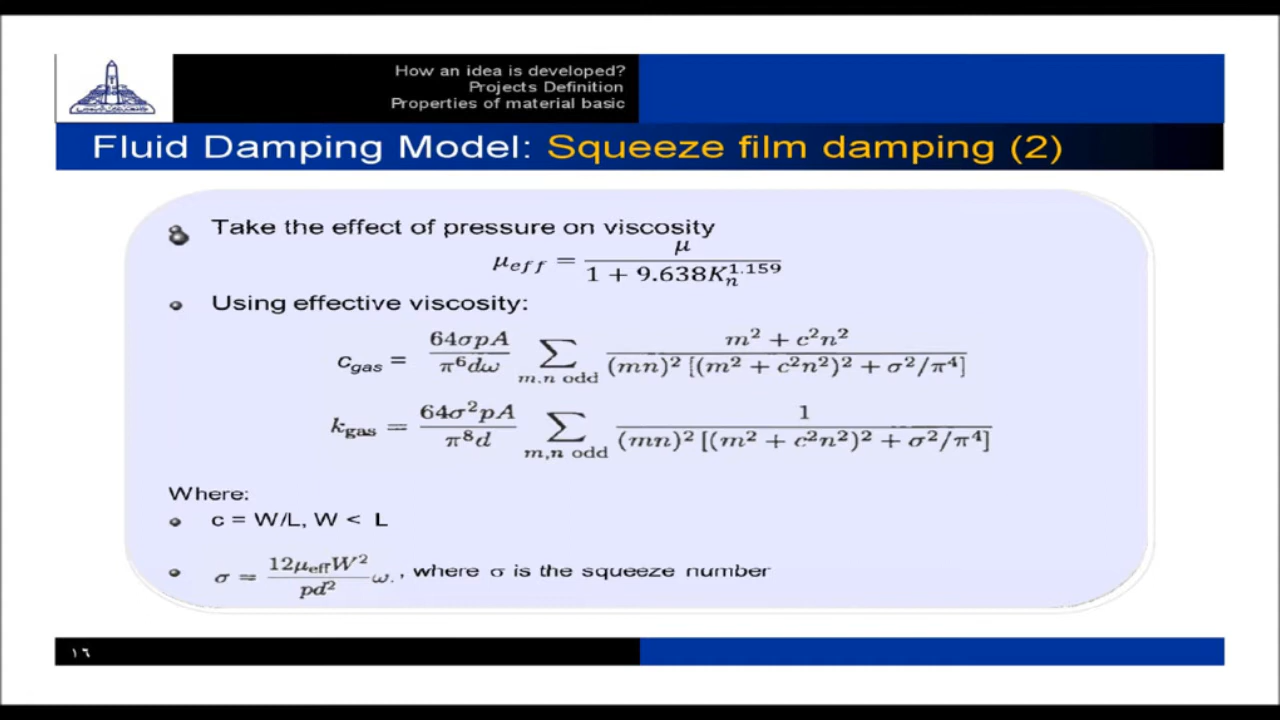 How an idea is developed?
Projects Definition
Properties of material basic
Fluid Damping Model: Squeeze film damping (2)
Take the effect of pressure on viscosity
μ_eff = μ / (1 + 9.638K_n^1.159)
Using effective viscosity:
c_gas = (64σpA / π⁶dω) ∑_{m,n odd} (m² + c²n²) / ((mn)² [(m² + c²n²)² + σ²/π⁴])
k_gas = (64σ²pA / π⁸d) ∑_{m,n odd} 1 / ((mn)² [(m² + c²n²)² + σ²/π⁴])
Where:
c = W/L, W < L
σ = (12μ_eff W² / pd²) ω. , where σ is the squeeze number
١٦